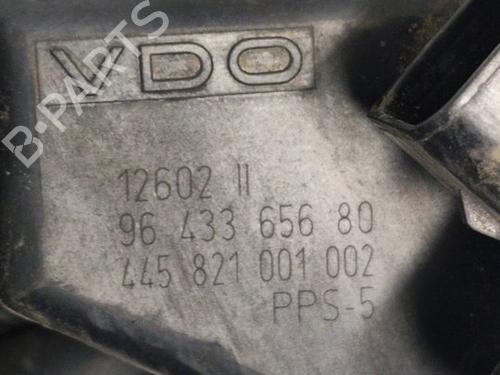 VDO
B-PARTS
12602 II
96 433 656 80
445 821 001 002
PPS-5